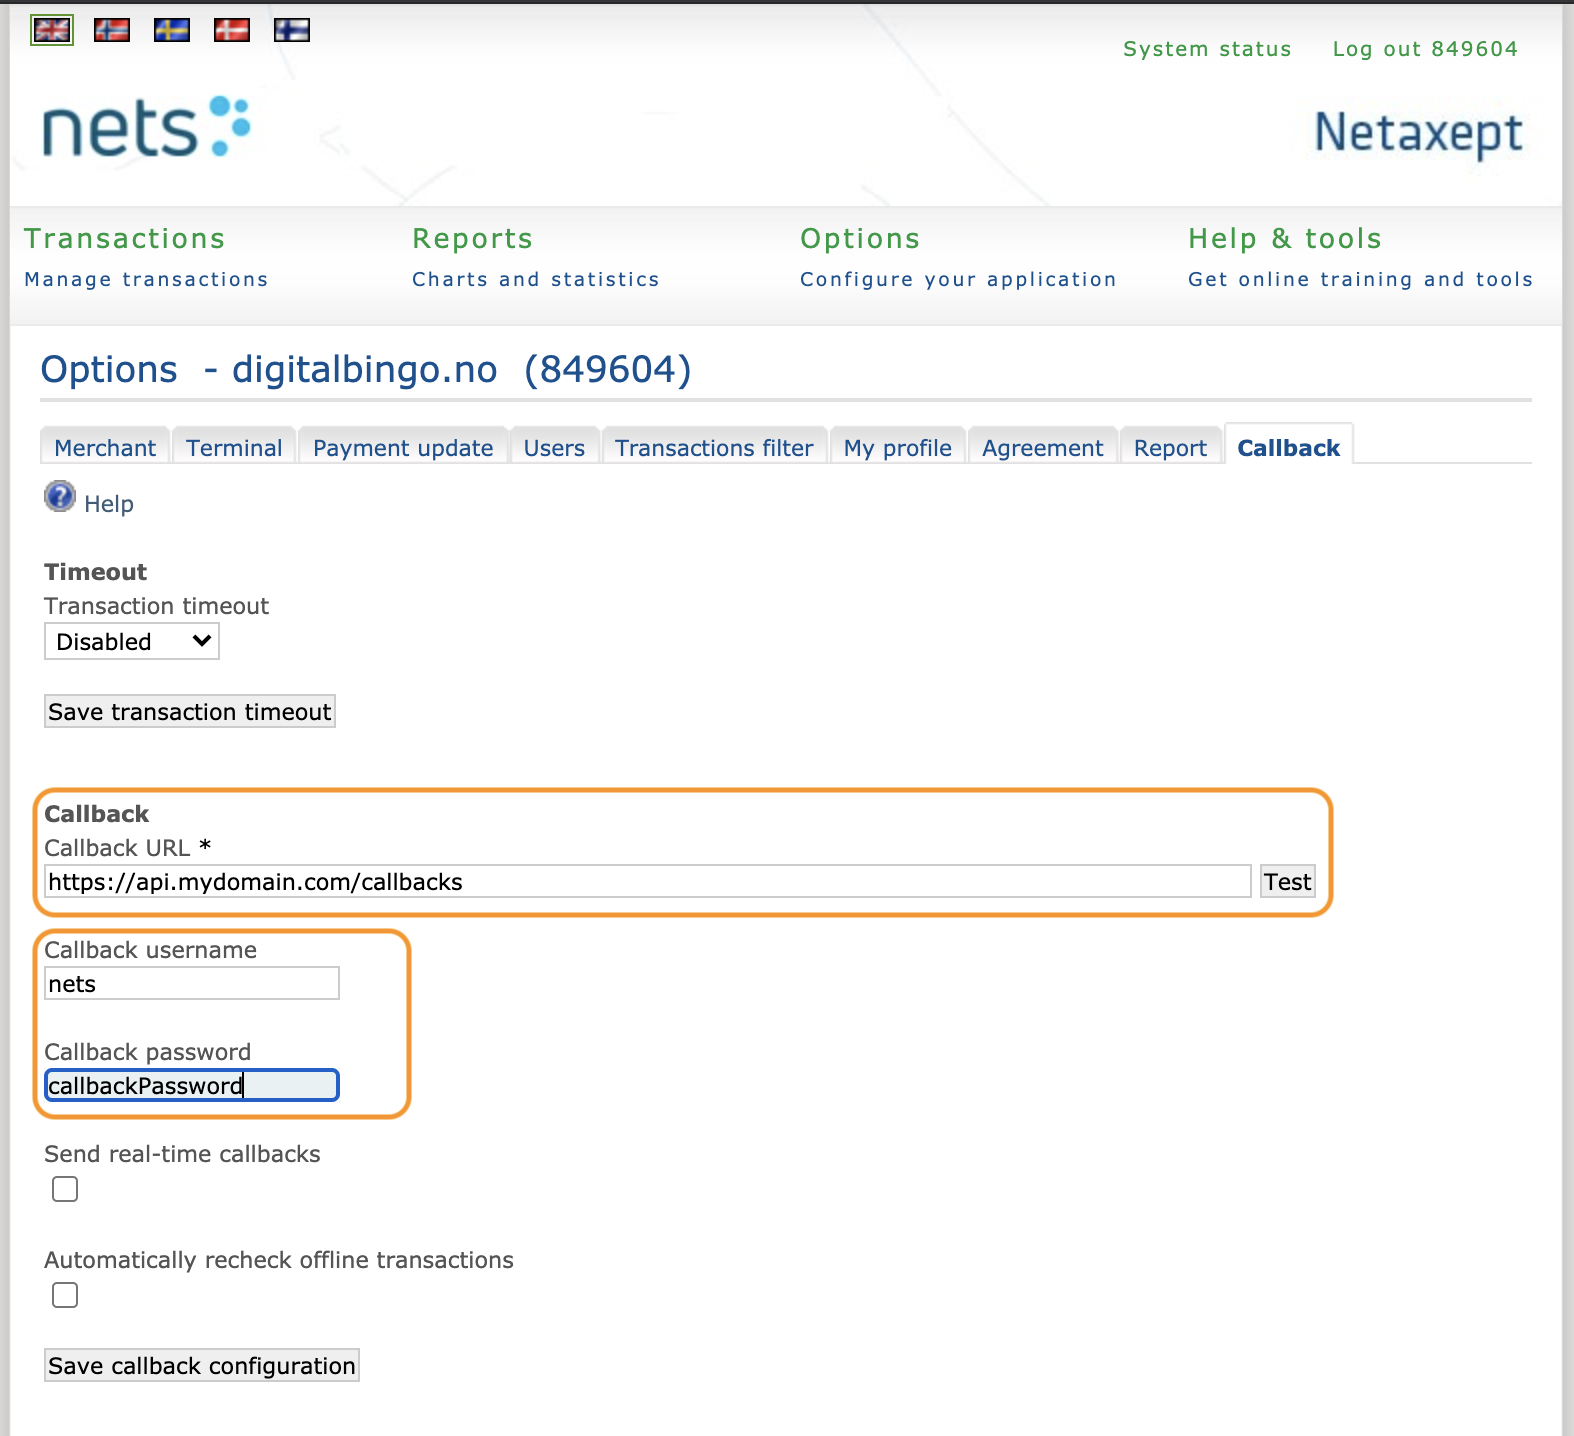 System status Log out 849604
nets
Netaxept
Transactions Reports Options Help & tools
Manage transactions Charts and statistics Configure your application Get online training and tools
Options - digitalbingo.no (849604)
Merchant Terminal Payment update Users Transactions filter My profile Agreement Report Callback
? Help
Timeout
Transaction timeout
Disabled
Save transaction timeout
Callback
Callback URL *
https://api.mydomain.com/callbacks Test
Callback username
nets
Callback password
callbackPassword
Send real-time callbacks
Automatically recheck offline transactions
Save callback configuration